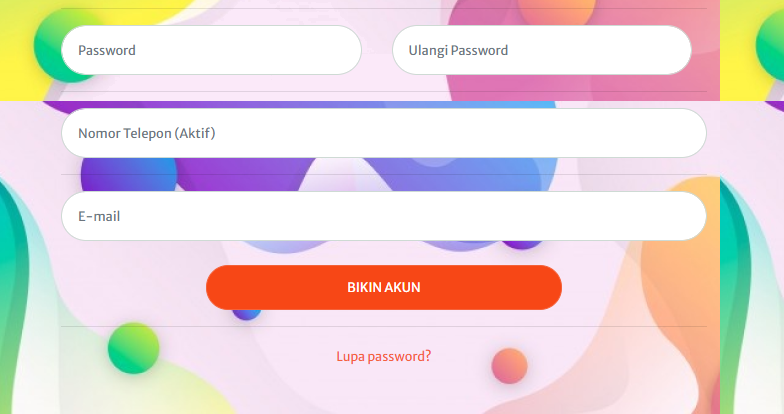 Password
Ulangi Password
Nomor Telepon (Aktif)
E-mail
BIKIN AKUN
Lupa password?